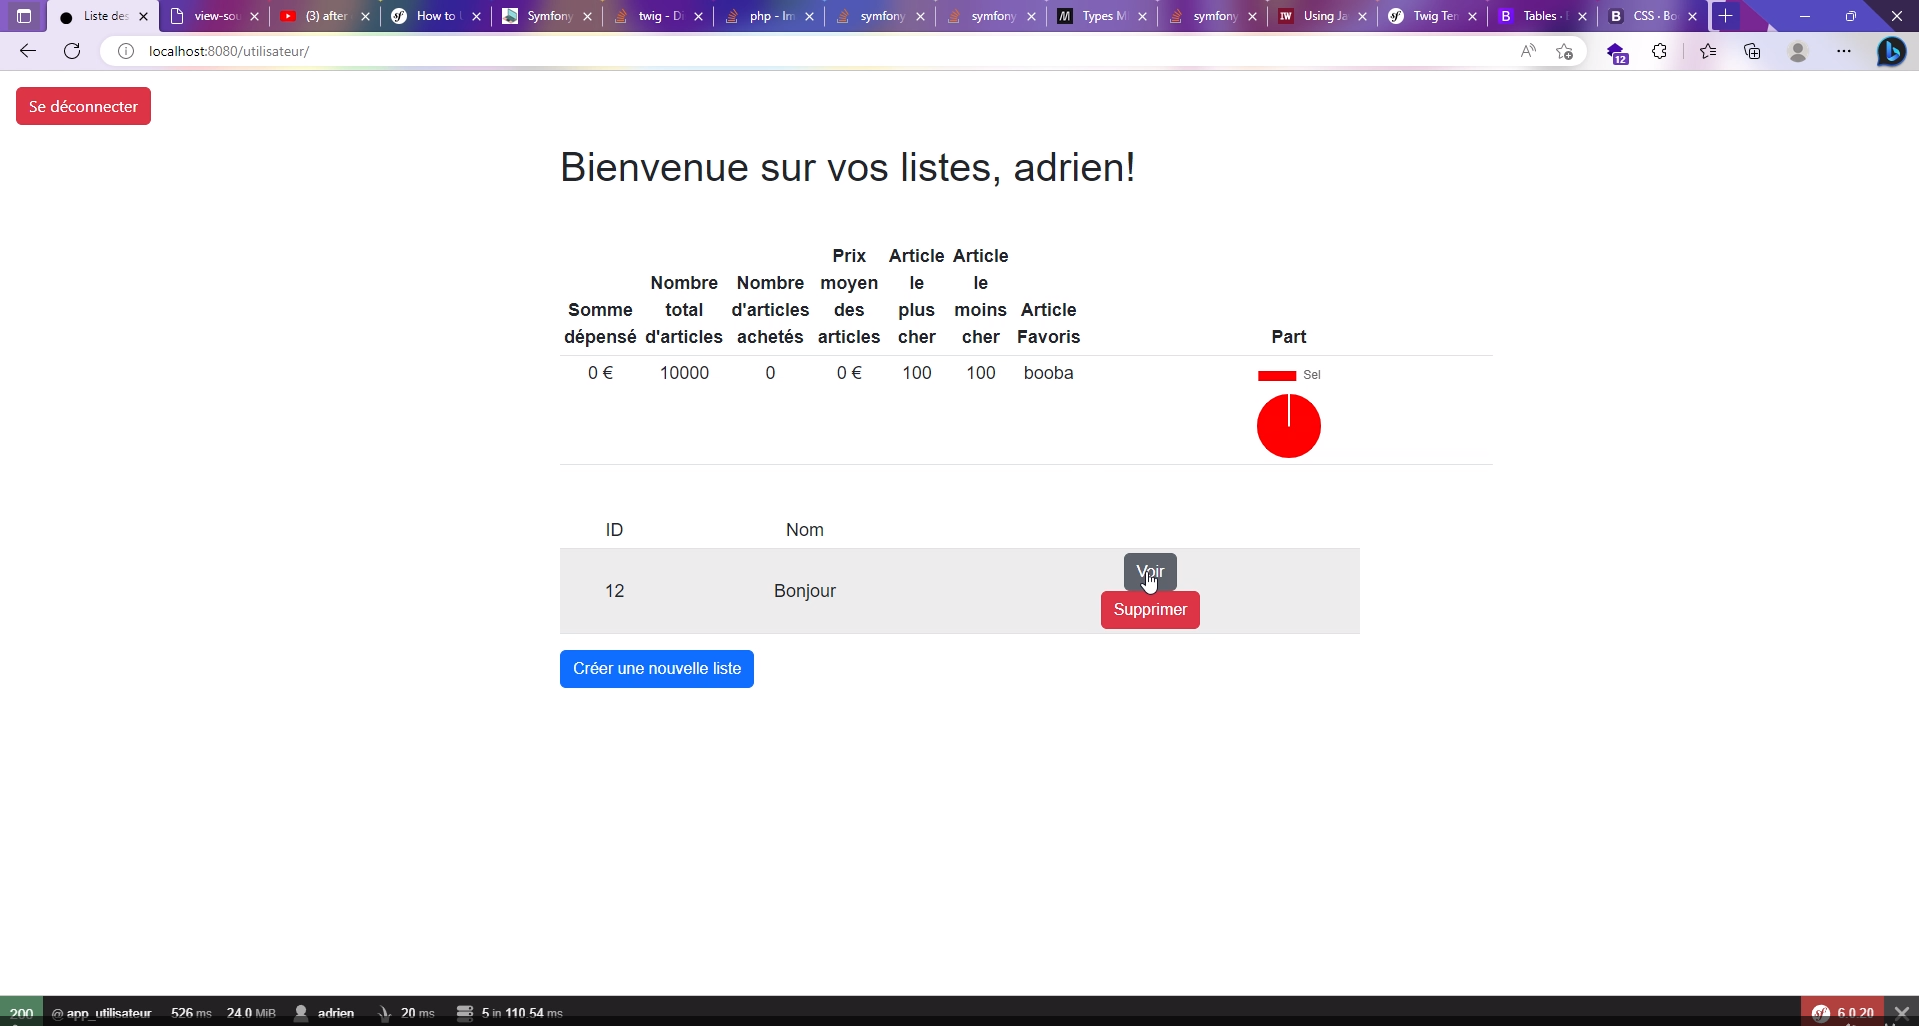 Liste des
view-sou
(3) after
How to
Symfony
twig - Di
php - Im
symfony
symfony
Types M
symfony
Using Ja
Twig Tem
Tables -
CSS · Bo
localhost:8080/utilisateur/
12
Se déconnecter
Bienvenue sur vos listes, adrien!
Somme dépensé
Nombre total d'articles
Nombre d'articles achetés
Prix moyen des articles
Article le plus cher
Article le moins cher
Article Favoris
Part
0 € 10000 0 0 € 100 100 booba
Sel
ID Nom
12 Bonjour
Voir
Supprimer
Créer une nouvelle liste
200 @ app_utilisateur 526 ms 24.0 MiB adrien 20 ms 5 in 110.54 ms sf 6.0.20